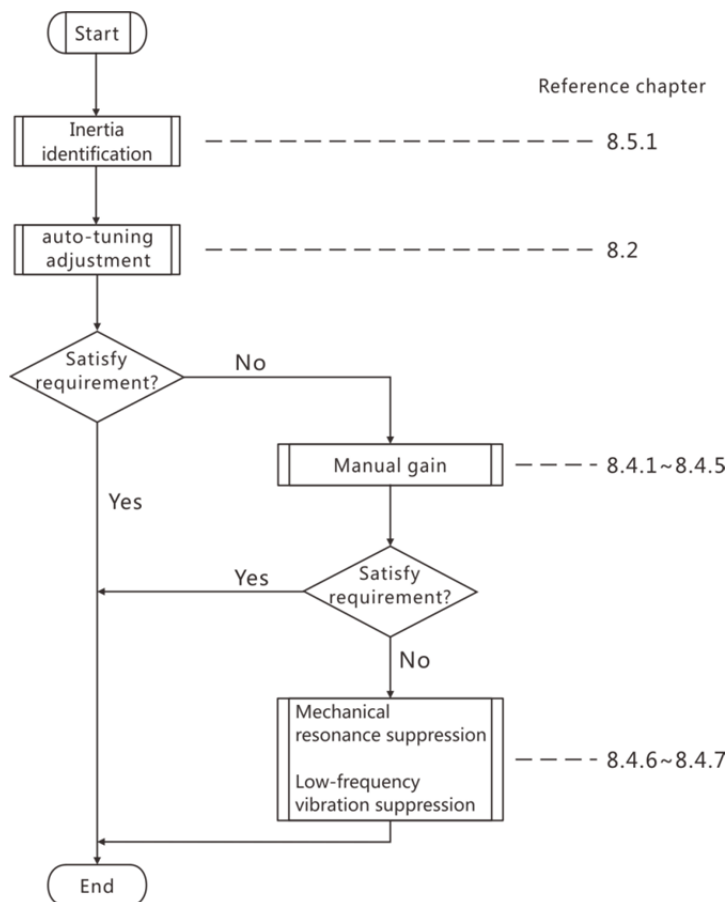 Start
Reference chapter
Inertia
identification
8.5.1
auto-tuning
adjustment
8.2
Satisfy
requirement?
No
Manual gain
8.4.1~8.4.5
Yes
Yes
Satisfy
requirement?
No
Mechanical
resonance suppression
Low-frequency
vibration suppression
8.4.6~8.4.7
End